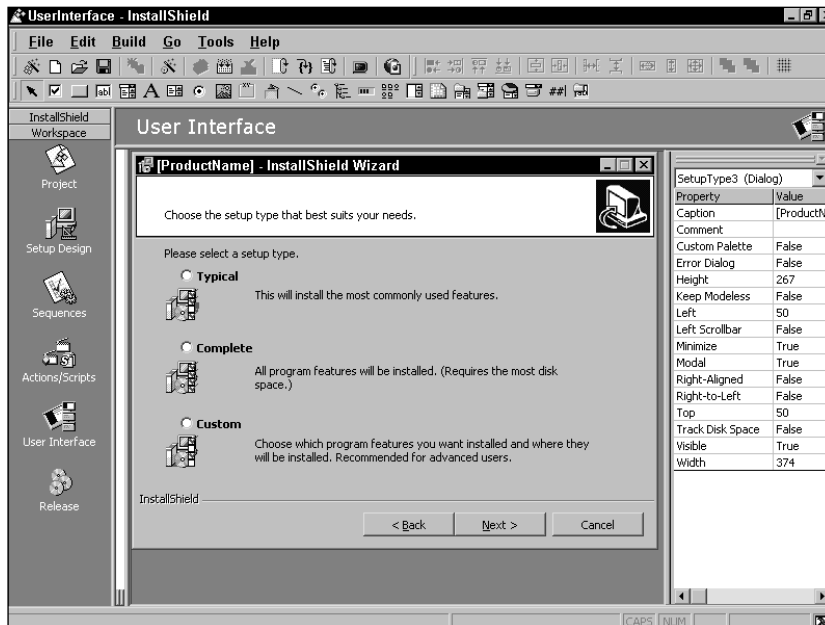 UserInterface - InstallShield
File Edit Build Go Tools Help
InstallShield
Workspace
Project
Setup Design
Sequences
Actions/Scripts
User Interface
Release
User Interface
[ProductName] - InstallShield Wizard
Choose the setup type that best suits your needs.
Please select a setup type.
Typical
This will install the most commonly used features.
Complete
All program features will be installed. (Requires the most disk
space.)
Custom
Choose which program features you want installed and where they
will be installed. Recommended for advanced users.
InstallShield
< Back Next > Cancel
SetupType3 (Dialog)
Property Value
Caption [ProductN
Comment
Custom Palette False
Error Dialog False
Height 267
Keep Modeless False
Left 50
Left Scrollbar False
Minimize True
Modal True
Right-Aligned False
Right-to-Left False
Top 50
Track Disk Space False
Visible True
Width 374
CAPS NUM